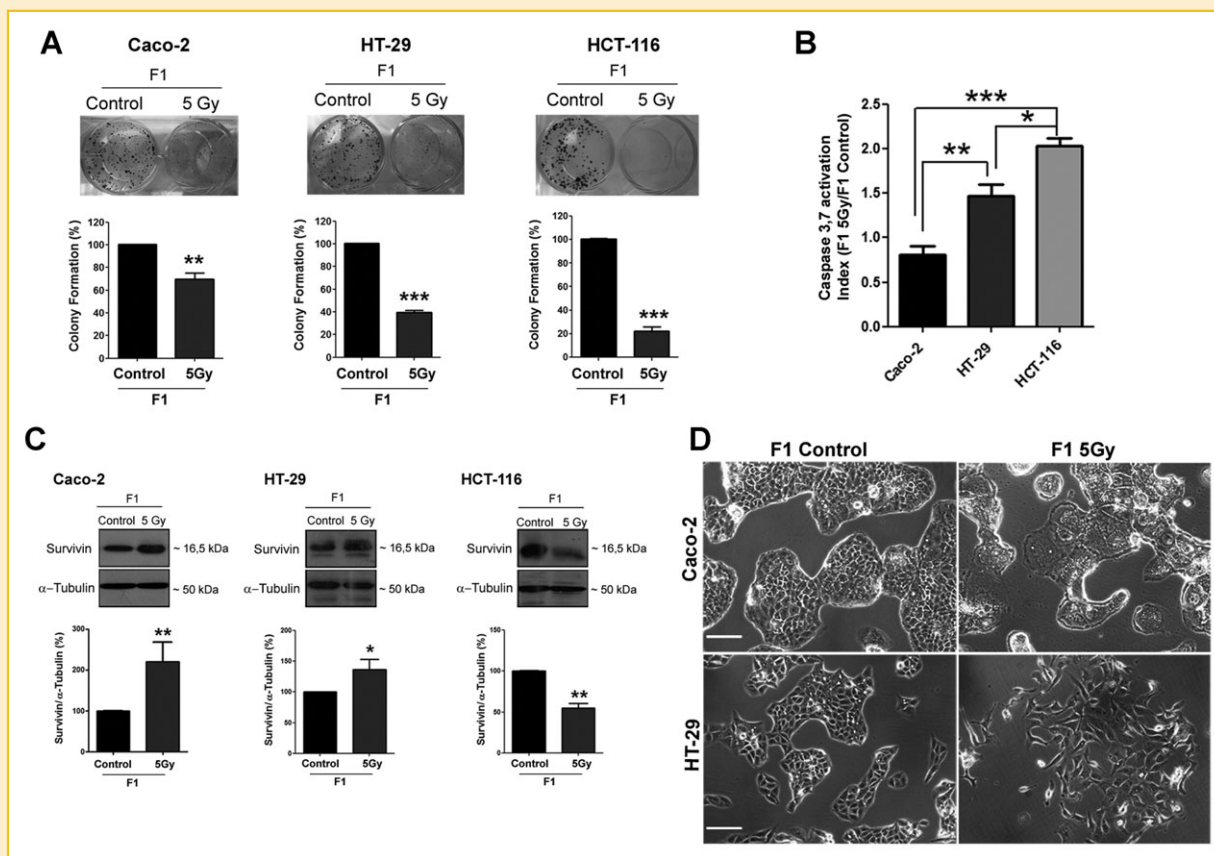 A
Caco-2
F1
Control 5 Gy
HT-29
F1
Control 5 Gy
HCT-116
F1
Control 5 Gy
Colony Formation (%)
120
100
80
60
40
20
0
**
Control 5Gy
F1
Colony Formation (%)
120
100
80
60
40
20
0
***
Control 5Gy
F1
Colony Formation (%)
120
100
80
60
40
20
0
***
Control 5Gy
F1
B
Caspase 3,7 activation
Index (F1 5Gy/F1 Control)
2.5
2.0
1.5
1.0
0.5
0.0
***
*
**
Caco-2
HT-29
HCT-116
C
Caco-2
F1
Control 5 Gy
Survivin ~ 16,5 kDa
α-Tubulin ~ 50 kDa
HT-29
F1
Control 5 Gy
Survivin ~ 16,5 kDa
α-Tubulin ~ 50 kDa
HCT-116
F1
Control 5 Gy
Survivin ~ 16,5 kDa
α-Tubulin ~ 50 kDa
Survivin/α-Tubulin (%)
300
200
100
0
**
Control 5Gy
F1
Survivin/α-Tubulin (%)
200
150
100
50
0
*
Control 5Gy
F1
Survivin/α-Tubulin (%)
150
100
50
0
**
Control 5Gy
F1
D
F1 Control F1 5Gy
Caco-2
HT-29